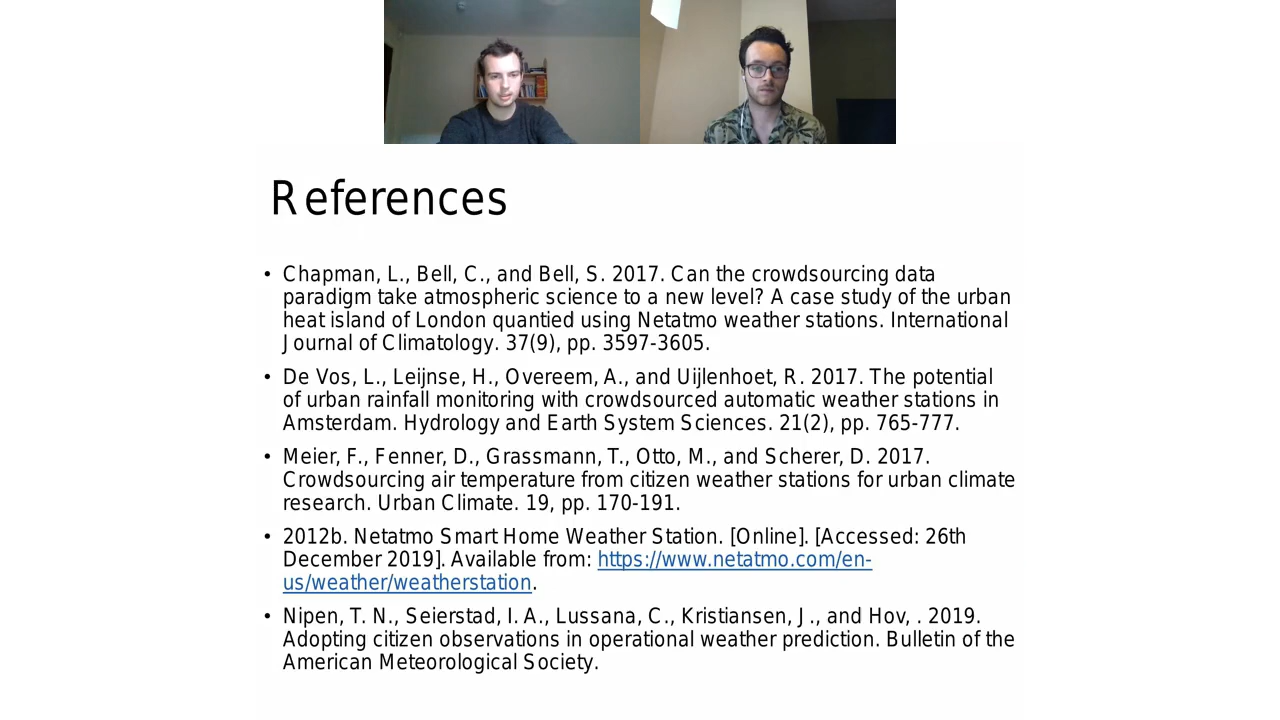 References
• Chapman, L., Bell, C., and Bell, S. 2017. Can the crowdsourcing data
paradigm take atmospheric science to a new level? A case study of the urban
heat island of London quantied using Netatmo weather stations. International
Journal of Climatology. 37(9), pp. 3597-3605.
• De Vos, L., Leijnse, H., Overeem, A., and Uijlenhoet, R. 2017. The potential
of urban rainfall monitoring with crowdsourced automatic weather stations in
Amsterdam. Hydrology and Earth System Sciences. 21(2), pp. 765-777.
• Meier, F., Fenner, D., Grassmann, T., Otto, M., and Scherer, D. 2017.
Crowdsourcing air temperature from citizen weather stations for urban climate
research. Urban Climate. 19, pp. 170-191.
• 2012b. Netatmo Smart Home Weather Station. [Online]. [Accessed: 26th
December 2019]. Available from: https://www.netatmo.com/en-
us/weather/weatherstation.
• Nipen, T. N., Seierstad, I. A., Lussana, C., Kristiansen, J., and Hov, . 2019.
Adopting citizen observations in operational weather prediction. Bulletin of the
American Meteorological Society.